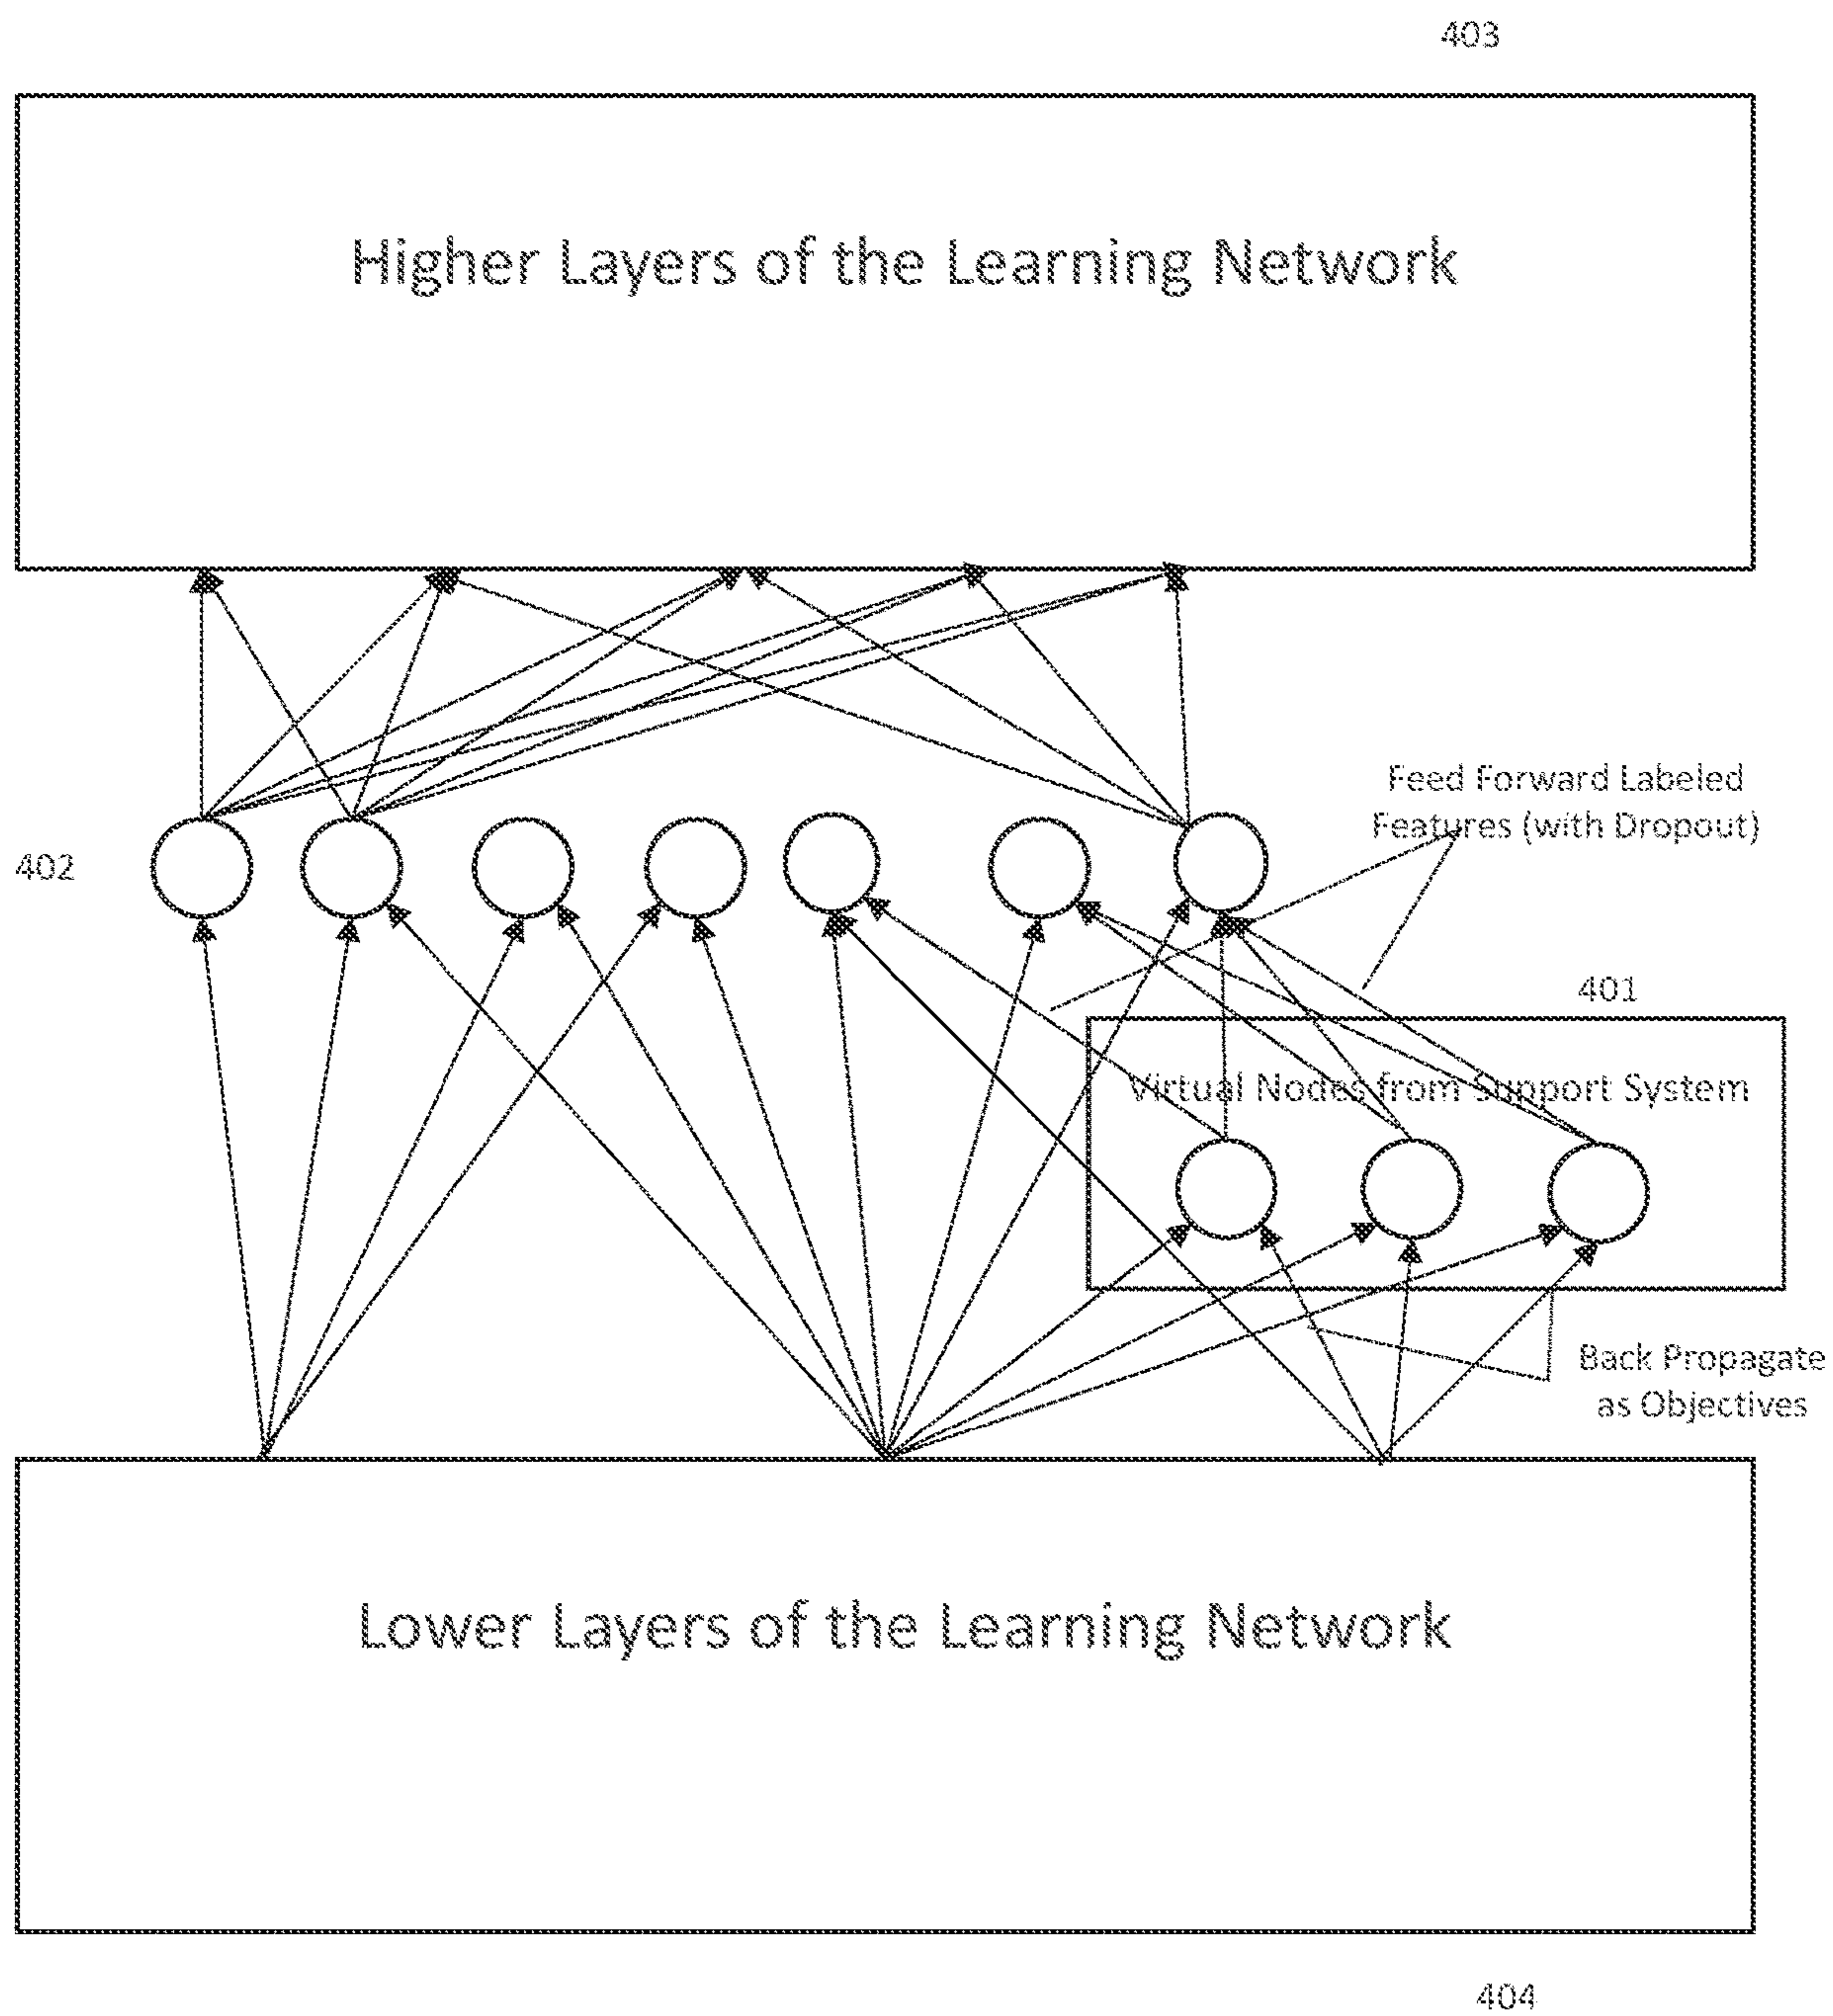 403
Higher Layers of the Learning Network
Feed Forward Labeled
Features (with Dropout)
402
401
Virtual Nodes from Support System
Back Propagate
as Objectives
Lower Layers of the Learning Network
404